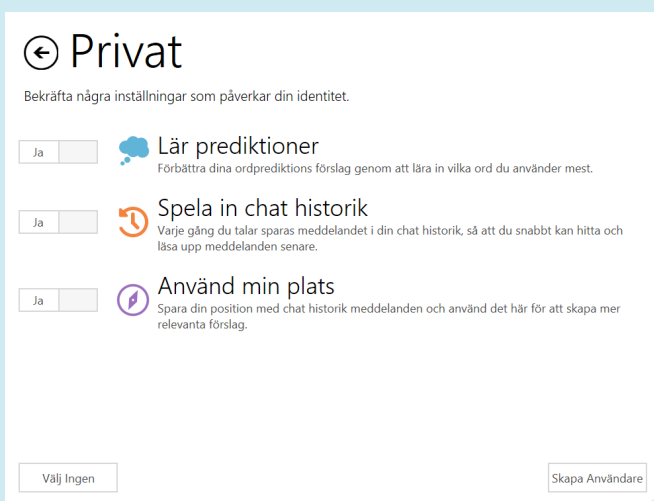 Privat
Bekräfta några inställningar som påverkar din identitet.
Ja
Lär prediktioner
Förbättra dina ordprediktions förslag genom att lära in vilka ord du använder mest.
Ja
Spela in chat historik
Varje gång du talar sparas meddelandet i din chat historik, så att du snabbt kan hitta och
läsa upp meddelanden senare.
Ja
Använd min plats
Spara din position med chat historik meddelanden och använd det här för att skapa mer
relevanta förslag.
Välj Ingen
Skapa Användare